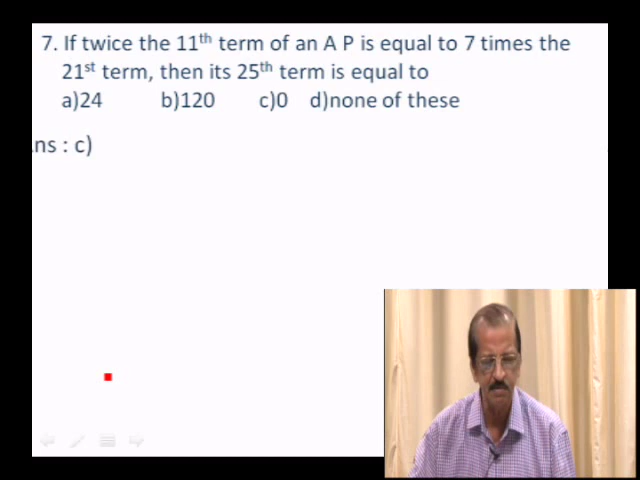 7. If twice the 11th term of an A P is equal to 7 times the
21st term, then its 25th term is equal to
a)24 b)120 c)0 d)none of these
ns : c)